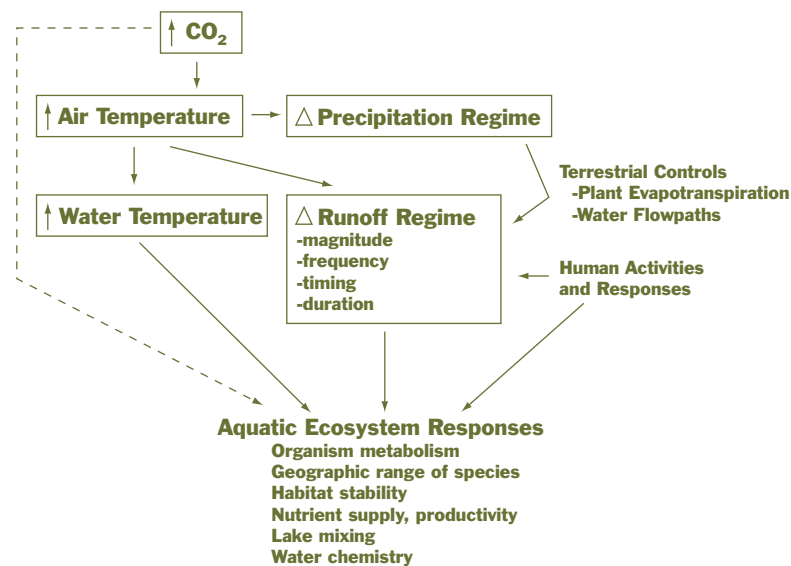 ↑ CO₂
↑ Air Temperature
△ Precipitation Regime
Terrestrial Controls
-Plant Evapotranspiration
-Water Flowpaths
↑ Water Temperature
△ Runoff Regime
-magnitude
-frequency
-timing
-duration
Human Activities
and Responses
Aquatic Ecosystem Responses
Organism metabolism
Geographic range of species
Habitat stability
Nutrient supply, productivity
Lake mixing
Water chemistry